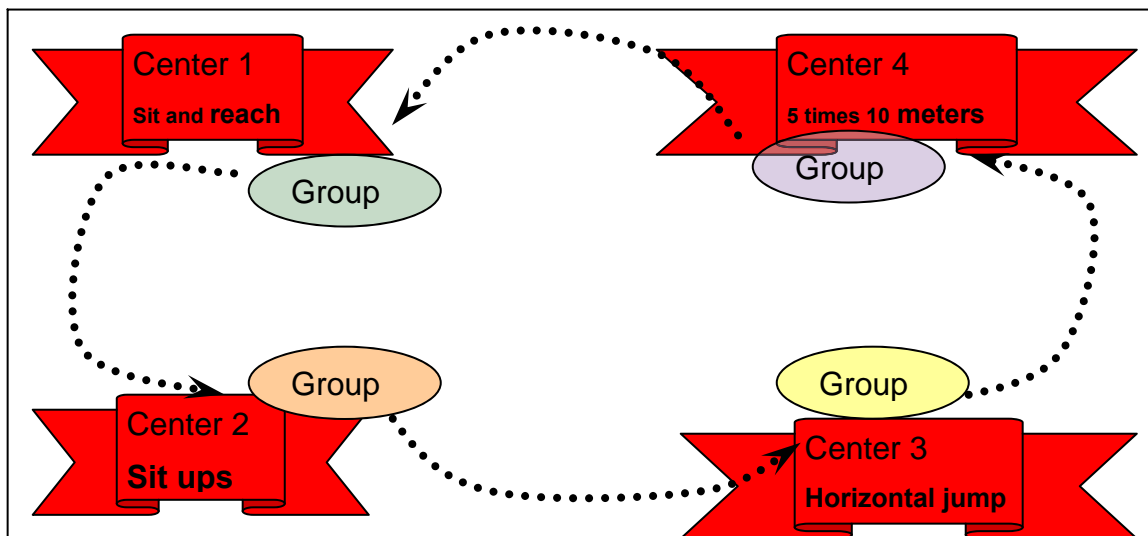 Center 1
Sit and reach
Group
Center 4
5 times 10 meters
Group
Center 2
Sit ups
Group
Group
Center 3
Horizontal jump